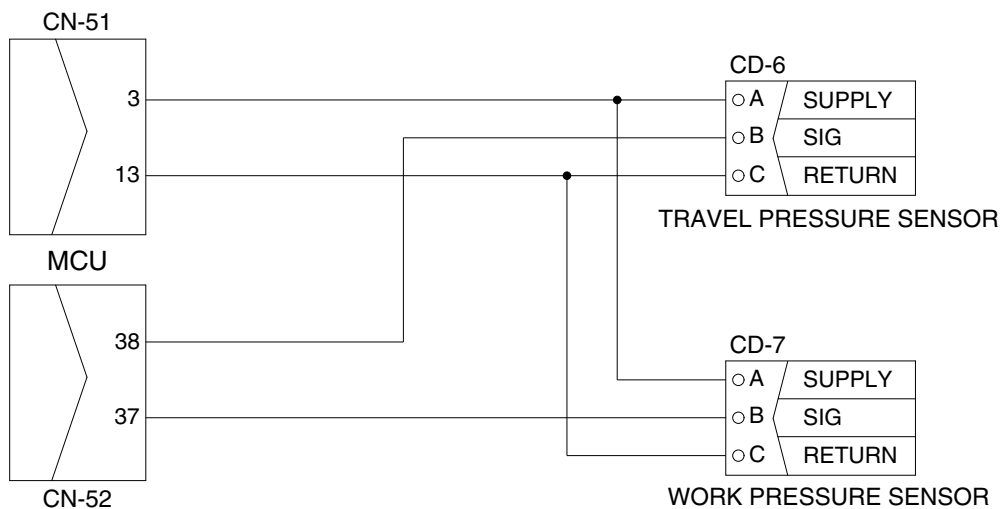 CN-51
3
13
MCU
38
37
CN-52
CD-6
A SUPPLY
B SIG
C RETURN
TRAVEL PRESSURE SENSOR
CD-7
A SUPPLY
B SIG
C RETURN
WORK PRESSURE SENSOR